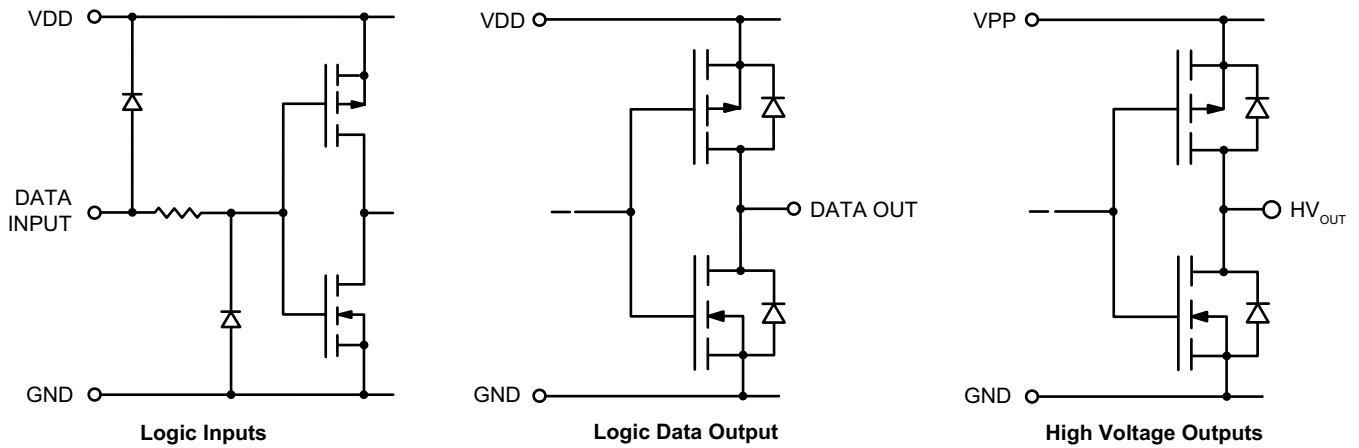 VDD
DATA
INPUT
GND
Logic Inputs
VDD
DATA OUT
GND
Logic Data Output
VPP
HVOUT
GND
High Voltage Outputs